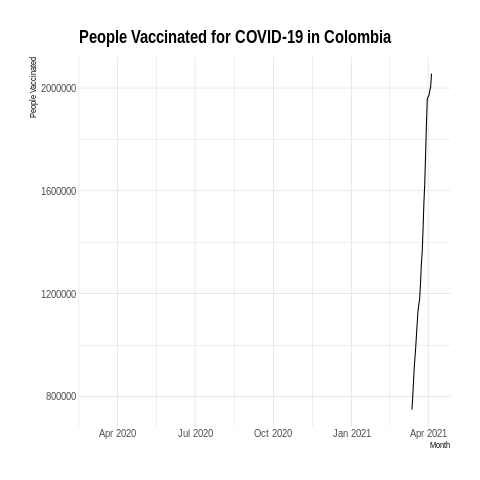 People Vaccinated for COVID-19 in Colombia
People Vaccinated
2000000
1600000
1200000
800000
Apr 2020 Jul 2020 Oct 2020 Jan 2021 Apr 2021
Month